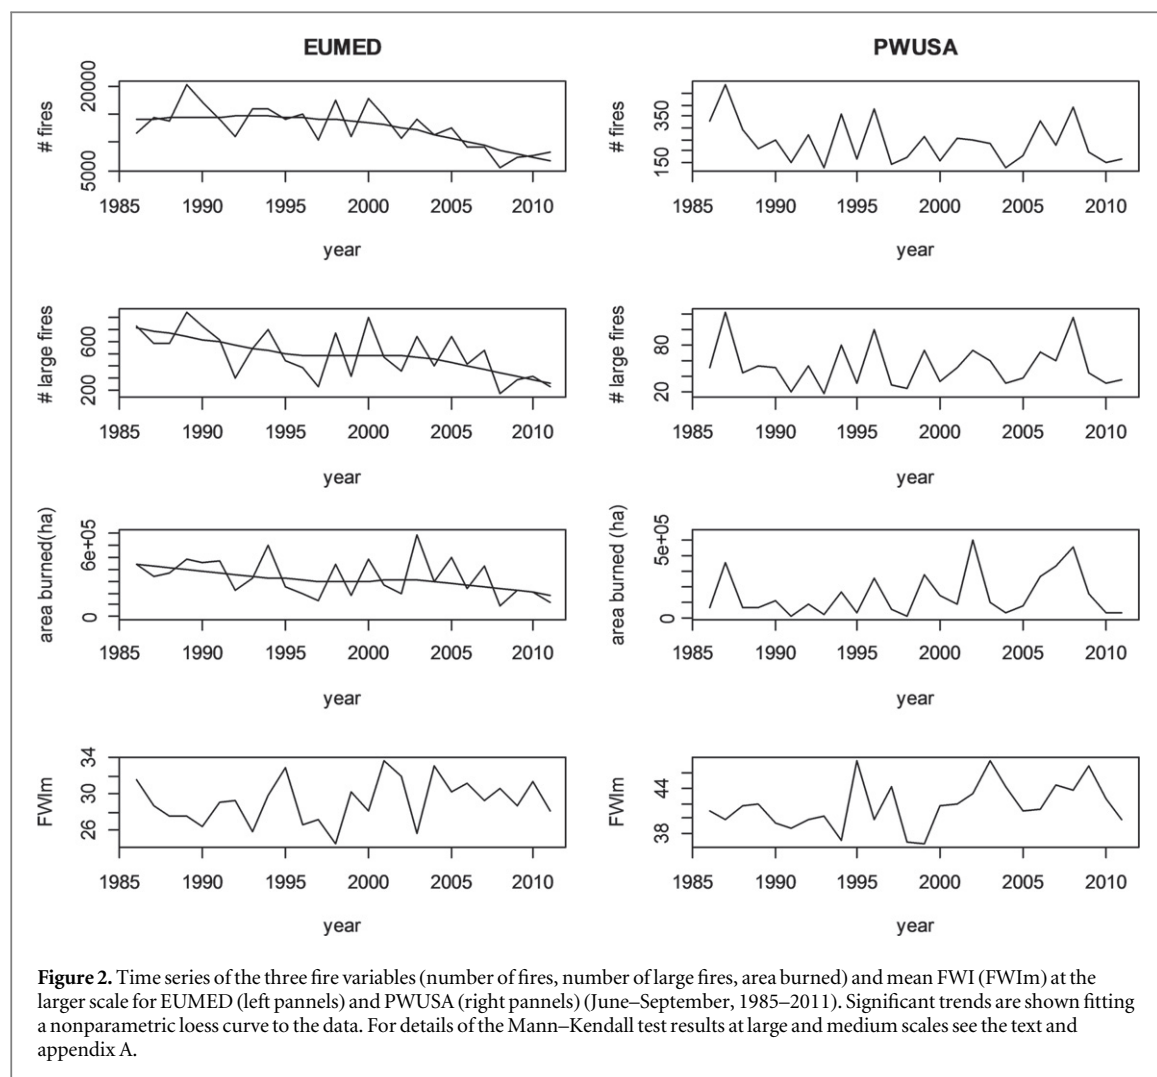 EUMED
PWUSA
# fires
5000
20000
1985 1990 1995 2000 2005 2010
year
# fires
150
350
1985 1990 1995 2000 2005 2010
year
# large fires
200
600
1985 1990 1995 2000 2005 2010
year
# large fires
20
80
1985 1990 1995 2000 2005 2010
year
area burned(ha)
0
6e+05
1985 1990 1995 2000 2005 2010
year
area burned (ha)
0
5e+05
1985 1990 1995 2000 2005 2010
year
FWIm
26
30
34
1985 1990 1995 2000 2005 2010
year
FWIm
38
44
1985 1990 1995 2000 2005 2010
year
Figure 2. Time series of the three fire variables (number of fires, number of large fires, area burned) and mean FWI (FWIm) at the
larger scale for EUMED (left pannels) and PWUSA (right pannels) (June–September, 1985–2011). Significant trends are shown fitting
a nonparametric loess curve to the data. For details of the Mann–Kendall test results at large and medium scales see the text and
appendix A.